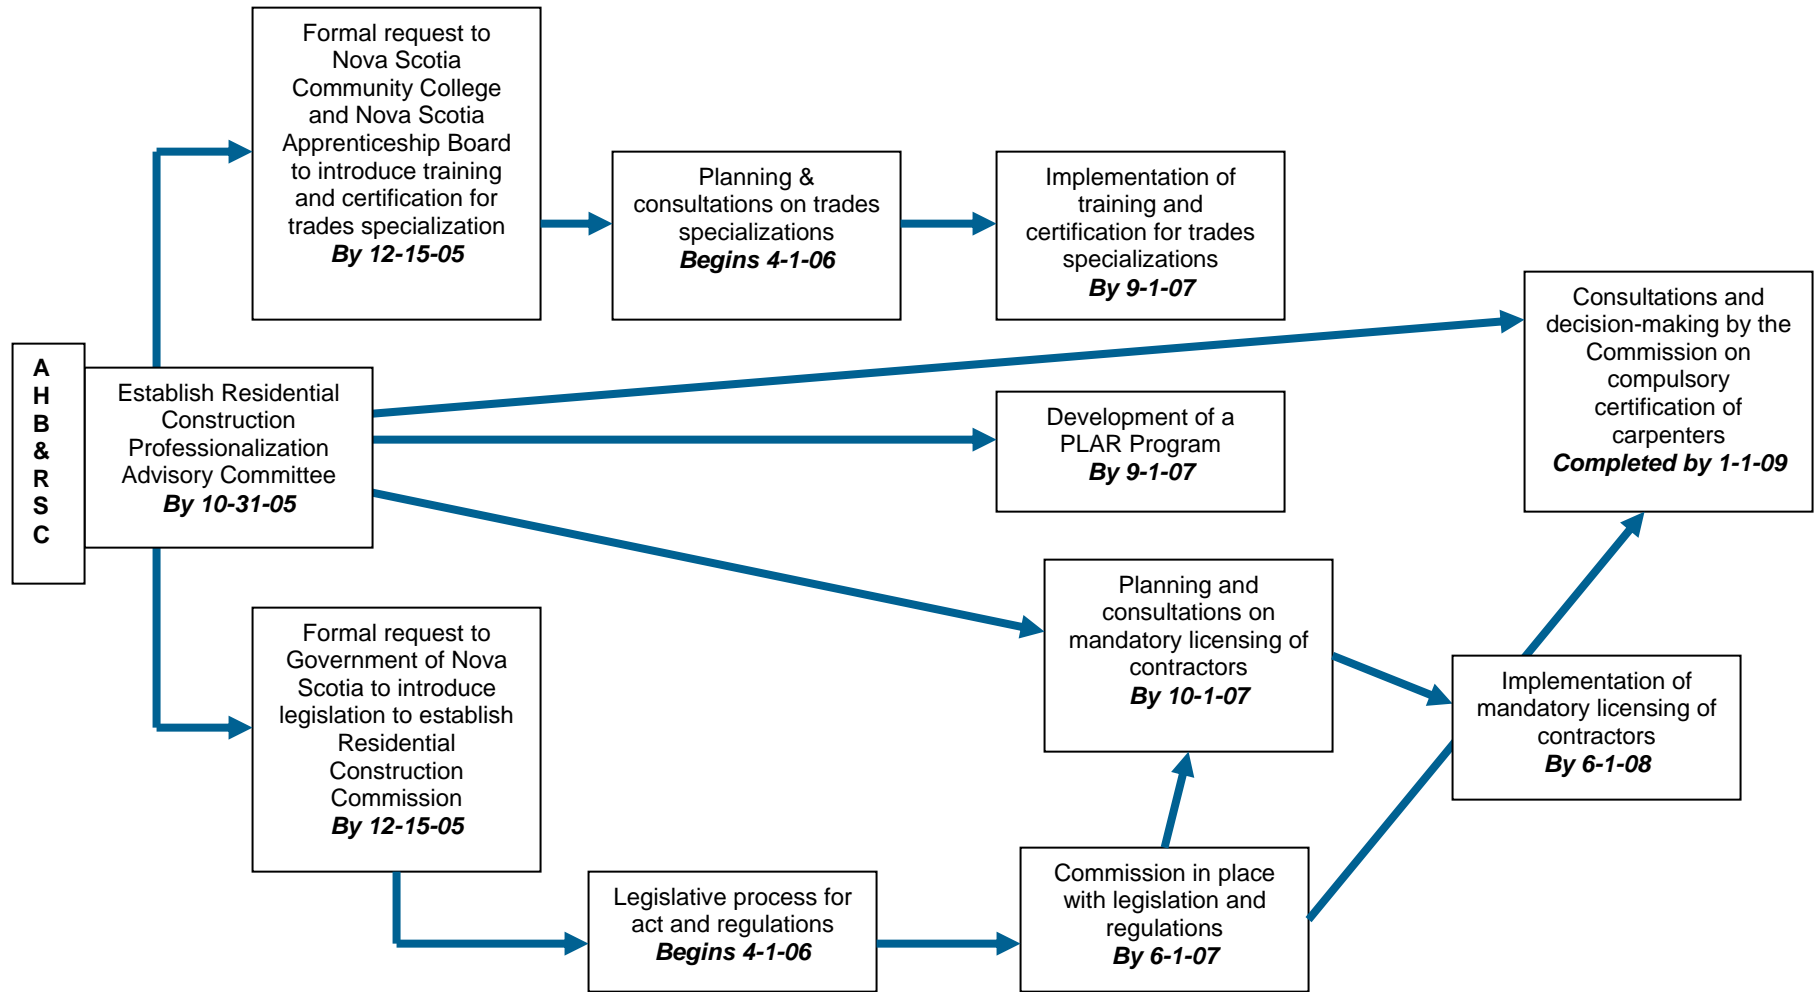 Formal request to
Nova Scotia
Community College
and Nova Scotia
Apprenticeship Board
to introduce training
and certification for
trades specialization
By 12-15-05
Planning &
consultations on trades
specializations
Begins 4-1-06
Implementation of
training and
certification for trades
specializations
By 9-1-07
Consultations and
decision-making by the
Commission on
compulsory
certification of
carpenters
Completed by 1-1-09
A
H
B
&
R
S
C
Establish Residential
Construction
Professionalization
Advisory Committee
By 10-31-05
Development of a
PLAR Program
By 9-1-07
Planning and
consultations on
mandatory licensing of
contractors
By 10-1-07
Implementation of
mandatory licensing of
contractors
By 6-1-08
Formal request to
Government of Nova
Scotia to introduce
legislation to establish
Residential
Construction
Commission
By 12-15-05
Legislative process for
act and regulations
Begins 4-1-06
Commission in place
with legislation and
regulations
By 6-1-07